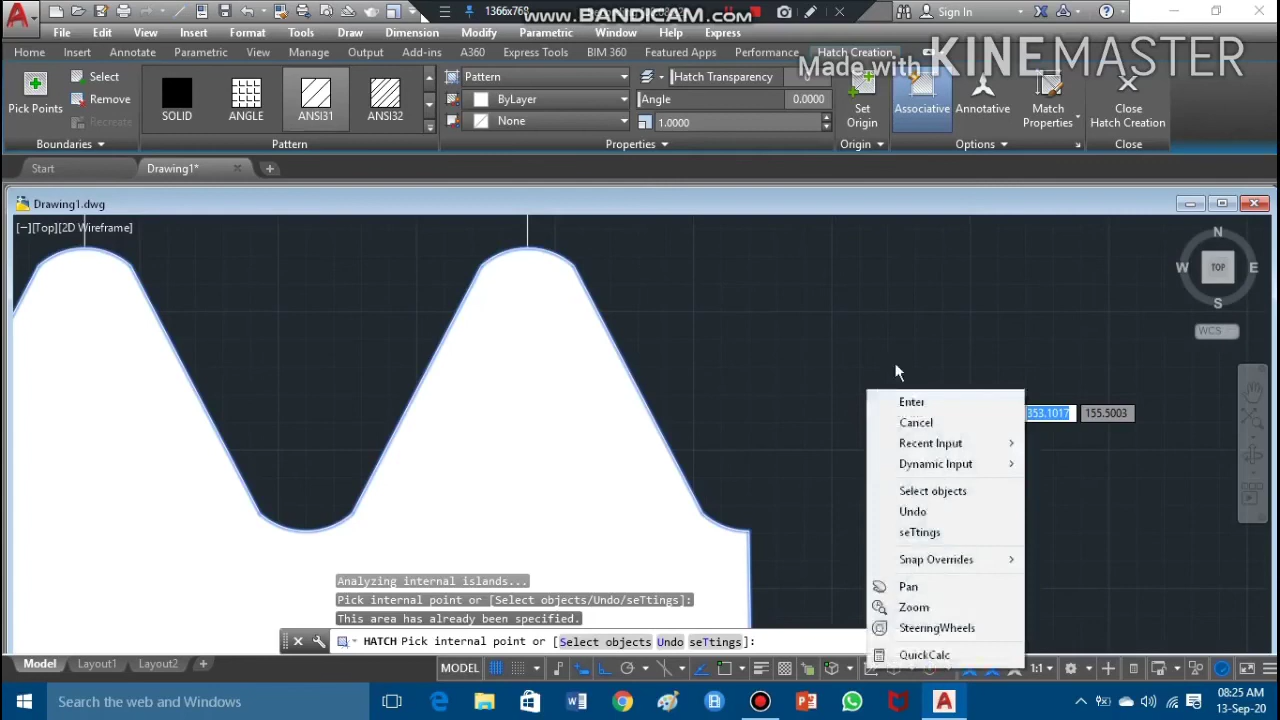 1366x768
www.BANDICAM.com
Sign In
File Edit View Insert Format Tools Draw Dimension Modify Parametric Window Help Express
Home Insert Annotate Parametric View Manage Output Add-ins A360 Express Tools BIM 360 Featured Apps Performance Hatch Creation
Made with KINEMASTER
Pick Points
Select
Remove
Recreate
Boundaries
SOLID
ANGLE
ANSI31
ANSI32
Pattern
Pattern
ByLayer
None
Hatch Transparency
Angle 0.0000
1.0000
Properties
Set Origin
Origin
Associative
Annotative
Match Properties
Options
Close Hatch Creation
Close
Start Drawing1*
Drawing1.dwg
[−][Top][2D Wireframe]
N
W TOP E
S
WCS
353.1017 155.5003
Enter
Cancel
Recent Input
Dynamic Input
Select objects
Undo
seTtings
Snap Overrides
Pan
Zoom
SteeringWheels
QuickCalc
Analyzing internal islands...
Pick internal point or [Select objects/Undo/seTtings]:
This area has already been specified.
HATCH Pick internal point or [Select objects Undo seTtings]:
Model Layout1 Layout2
MODEL
1:1
Search the web and Windows
08:25 AM
13-Sep-20